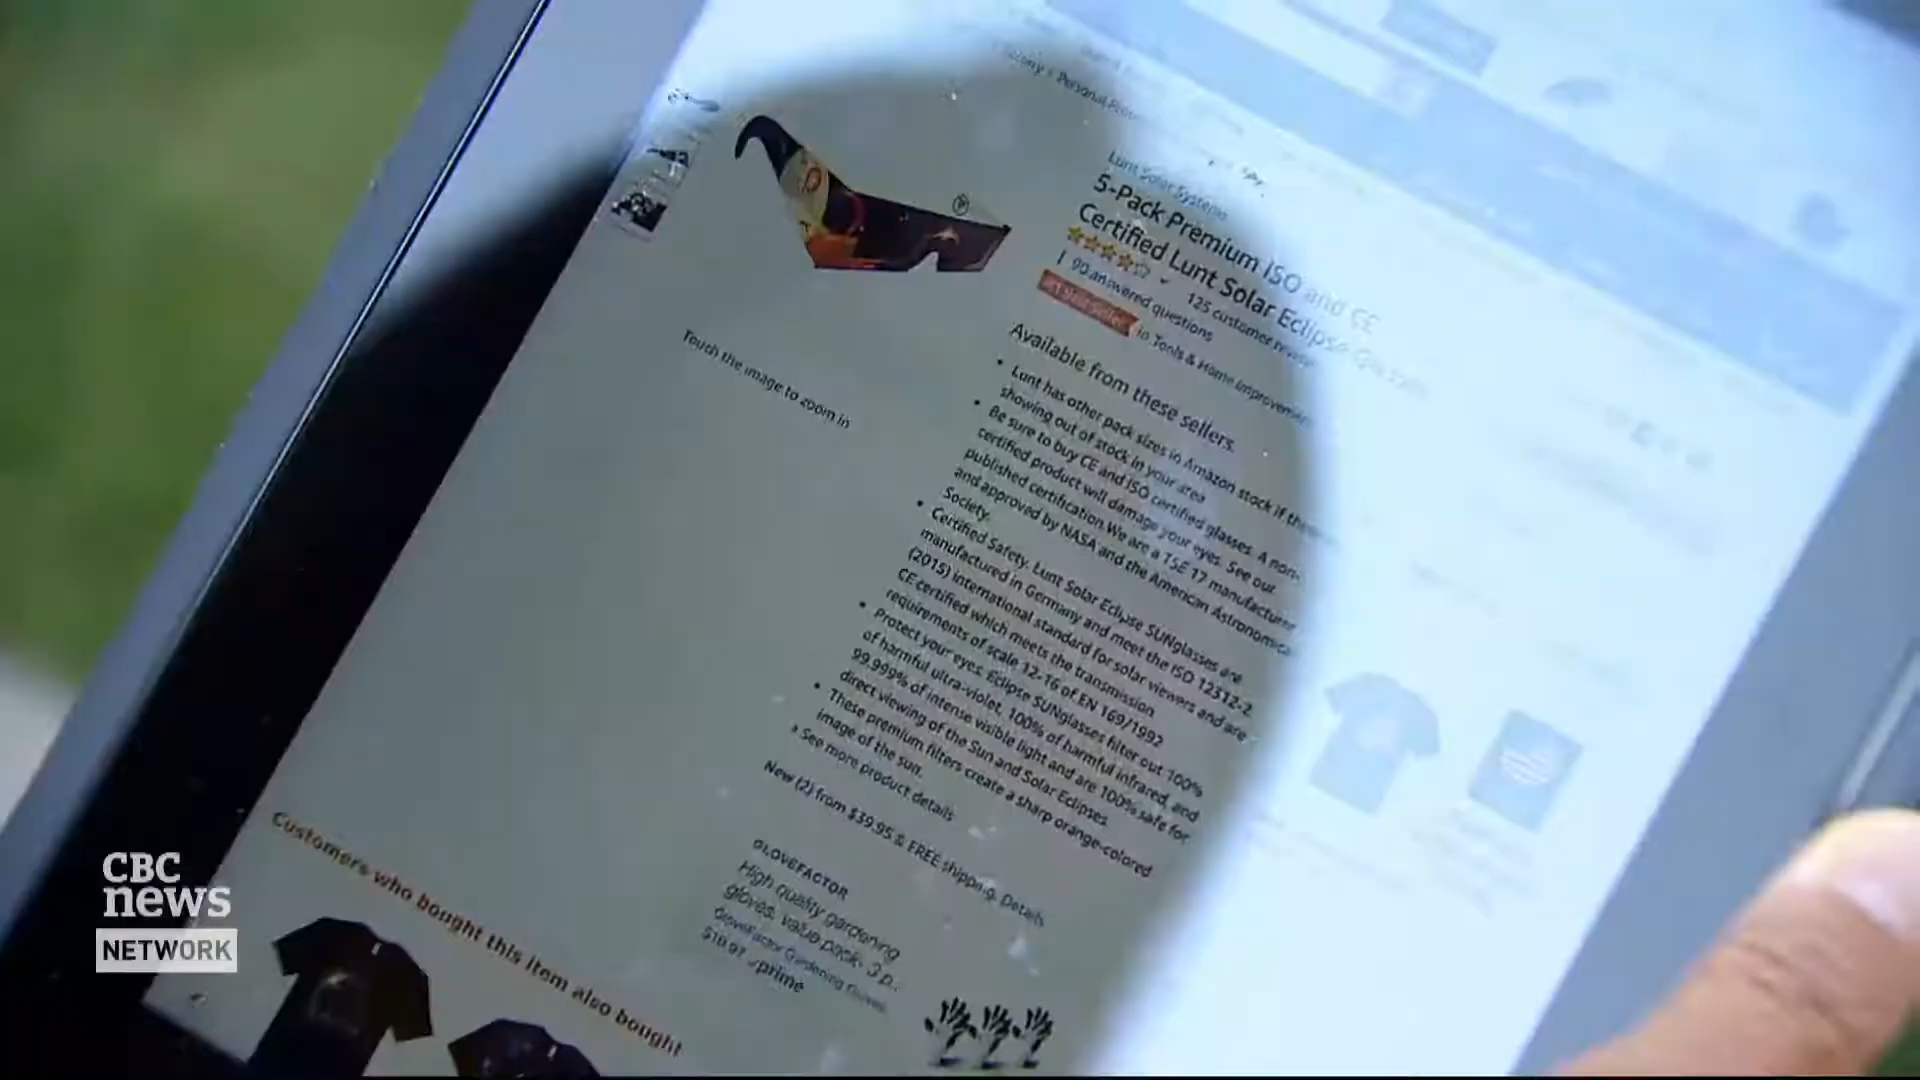 Lunt Solar Systems
5-Pack Premium ISO and CE
Certified Lunt Solar Eclipse
125 customer
| 90 answered questions
in Tools & Home Improvement
Available from these sellers.
• Lunt has other pack sizes in Amazon stock if
showing out of stock in your area
• Be sure to buy CE and ISO certified glasses. A non-
certified product will damage your eyes. See our
published certification.We are a TSE 17 manufacturer
and approved by NASA and the American
Society.
• Certified Safety. Lunt Solar Eclipse SUNglasses are
manufactured in Germany and meet the ISO 12312-2
(2015) international standard for solar viewers and are
CE certified which meets the transmission
requirements of scale 12-16 of EN 169/1992
• Protect your eyes. Eclipse SUNglasses filter out 100%
of harmful ultra-violet, 100% of harmful infrared, and
99.999% of intense visible light and are 100% safe for
direct viewing of the Sun and Solar Eclipses.
• These premium filters create a sharp orange-colored
image of the sun.
» See more product details
New (2) from $39.95 & FREE shipping. Details
Touch the image to zoom in
GLOVEFACTOR
High quality gardening
gloves, value pack- 3 p..
GloveFactor Gardening Gloves,
$10.97 prime
Customers who bought this item also bought
CBC
news
NETWORK